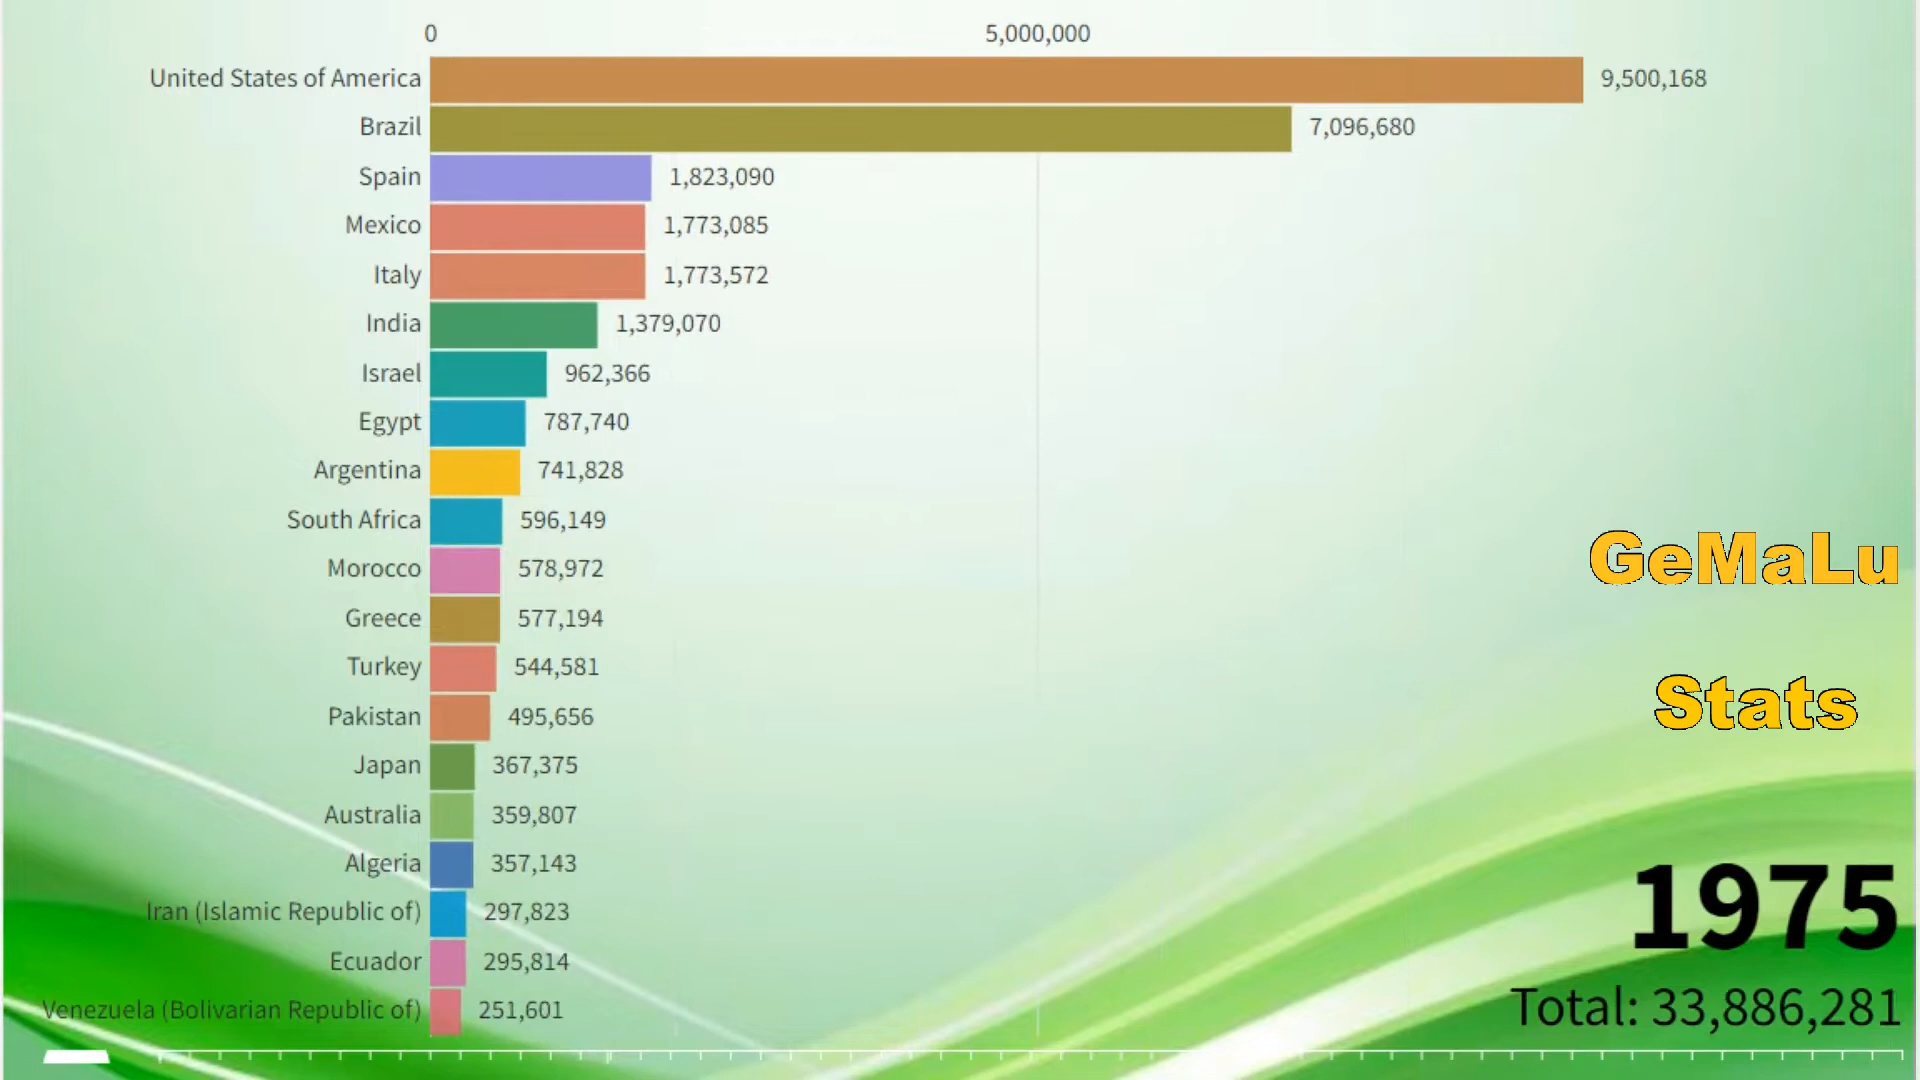 0 5,000,000
United States of America 9,500,168
Brazil 7,096,680
Spain 1,823,090
Mexico 1,773,085
Italy 1,773,572
India 1,379,070
Israel 962,366
Egypt 787,740
Argentina 741,828
South Africa 596,149
Morocco 578,972
Greece 577,194
Turkey 544,581
Pakistan 495,656
Japan 367,375
Australia 359,807
Algeria 357,143
Iran (Islamic Republic of) 297,823
Ecuador 295,814
Venezuela (Bolivarian Republic of) 251,601
GeMaLu
Stats
1975
Total: 33,886,281